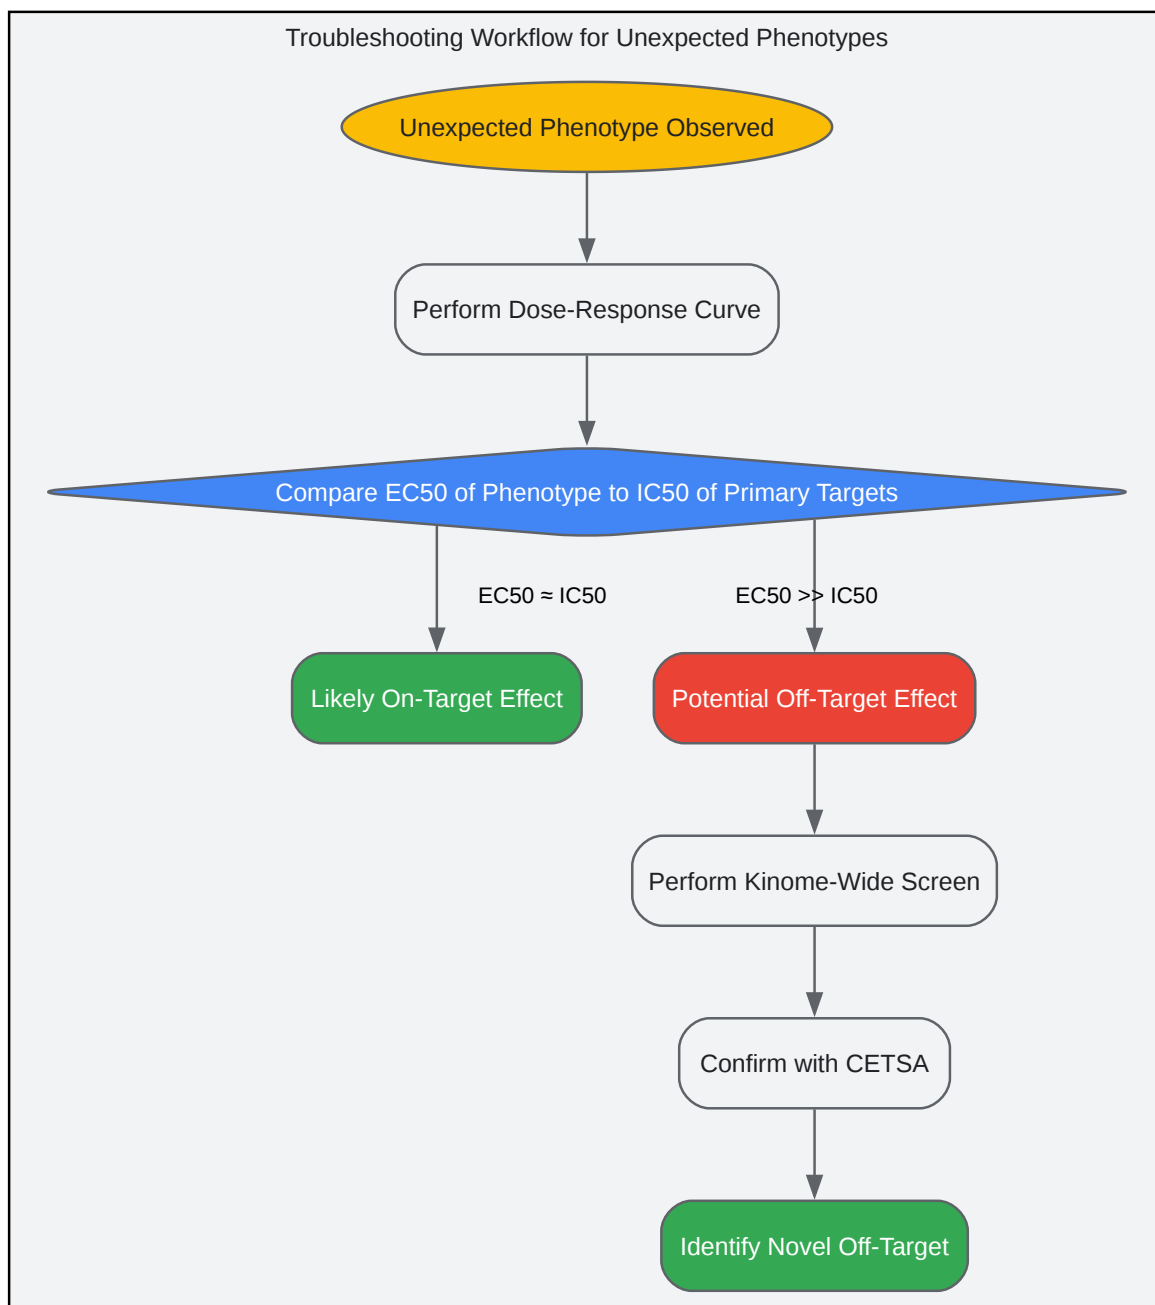 Troubleshooting Workflow for Unexpected Phenotypes
Unexpected Phenotype Observed
Perform Dose-Response Curve
Compare EC50 of Phenotype to IC50 of Primary Targets
EC50 ≈ IC50
EC50 >> IC50
Likely On-Target Effect
Potential Off-Target Effect
Perform Kinome-Wide Screen
Confirm with CETSA
Identify Novel Off-Target